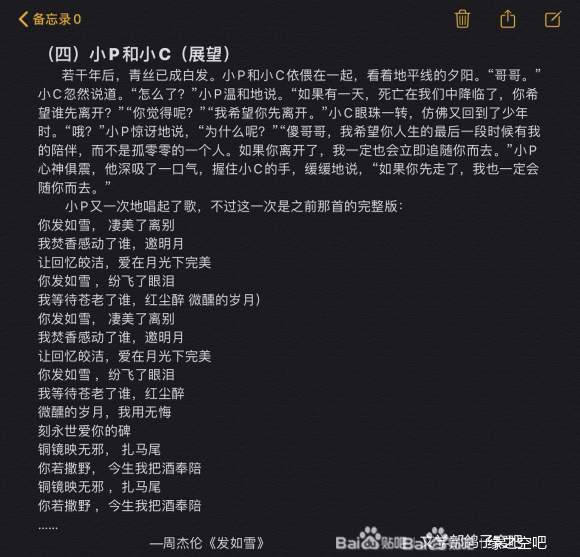 备忘录0
（四）小P和小C（展望）
若干年后，青丝已成白发。小P和小C依偎在一起，看着地平线的夕阳。“哥哥。”
小C忽然说道。“怎么了？”小P温和地说。“如果有一天，死亡在我们中降临了，你希
望谁先离开？”“你觉得呢？”“我希望你先离开。”小C眼珠一转，仿佛又回到了少年
时。“哦？”小P惊讶地说，“为什么呢？”“傻哥哥，我希望你人生的最后一段时候有我
的陪伴，而不是孤零零的一个人。如果你离开了，我一定也会立即追随你而去。”小P
心神俱震，他深吸了一口气，握住小C的手，缓缓地说，“如果你先走了，我也一定会
随你而去。”
小P又一次地唱起了歌，不过这一次是之前那首的完整版：
你发如雪， 凄美了离别
我焚香感动了谁，邀明月
让回忆皎洁，爱在月光下完美
你发如雪 ，纷飞了眼泪
我等待苍老了谁，红尘醉 微醺的岁月）
你发如雪， 凄美了离别
我焚香感动了谁，邀明月
让回忆皎洁，爱在月光下完美
你发如雪 ，纷飞了眼泪
我等待苍老了谁，红尘醉
微醺的岁月，我用无悔
刻永世爱你的碑
铜镜映无邪， 扎马尾
你若撒野， 今生我把酒奉陪
铜镜映无邪 ，扎马尾
你若撒野 ，今生我把酒奉陪
……
—周杰伦《发如雪》
Bai 贴吧
Bai